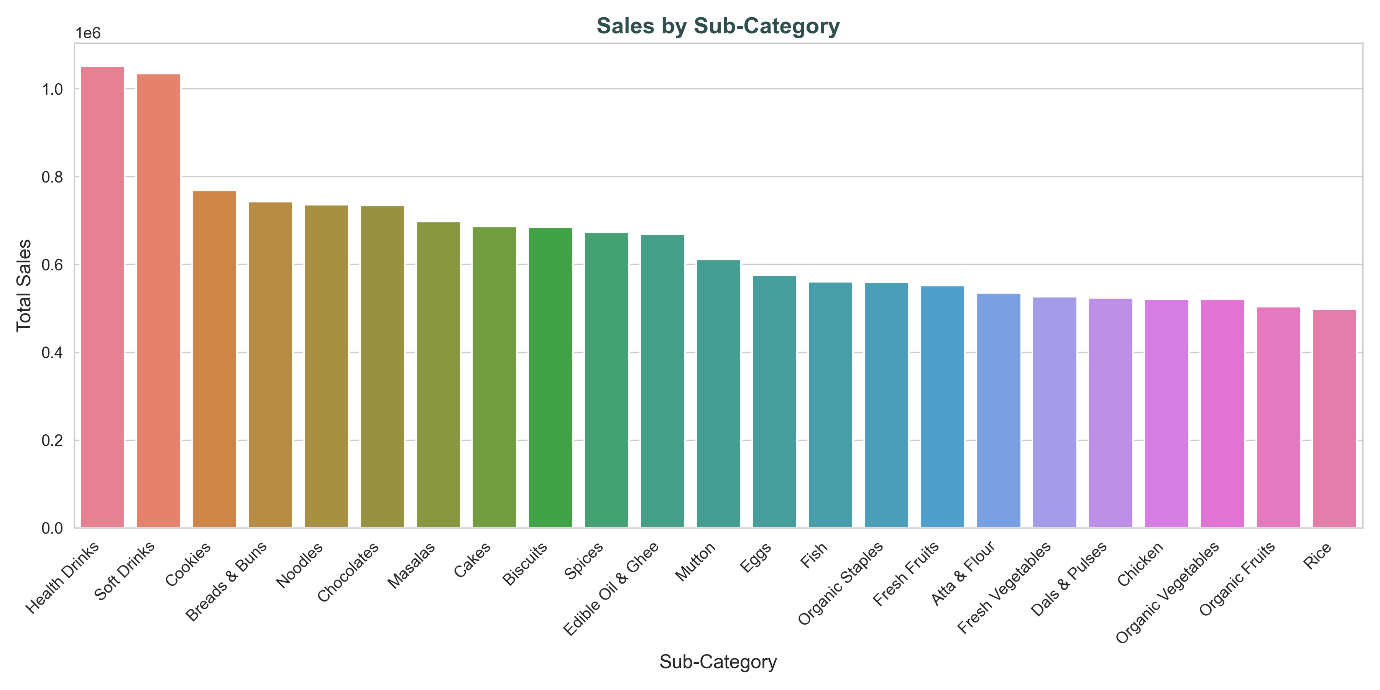 Sales by Sub-Category
1e6
1.0
0.8
0.6
0.4
0.2
0.0
Total Sales
Health Drinks
Soft Drinks
Cookies
Breads & Buns
Noodles
Chocolates
Masalas
Cakes
Biscuits
Spices
Edible Oil & Ghee
Mutton
Eggs
Fish
Organic Staples
Fresh Fruits
Atta & Flour
Fresh Vegetables
Dals & Pulses
Chicken
Organic Vegetables
Organic Fruits
Rice
Sub-Category